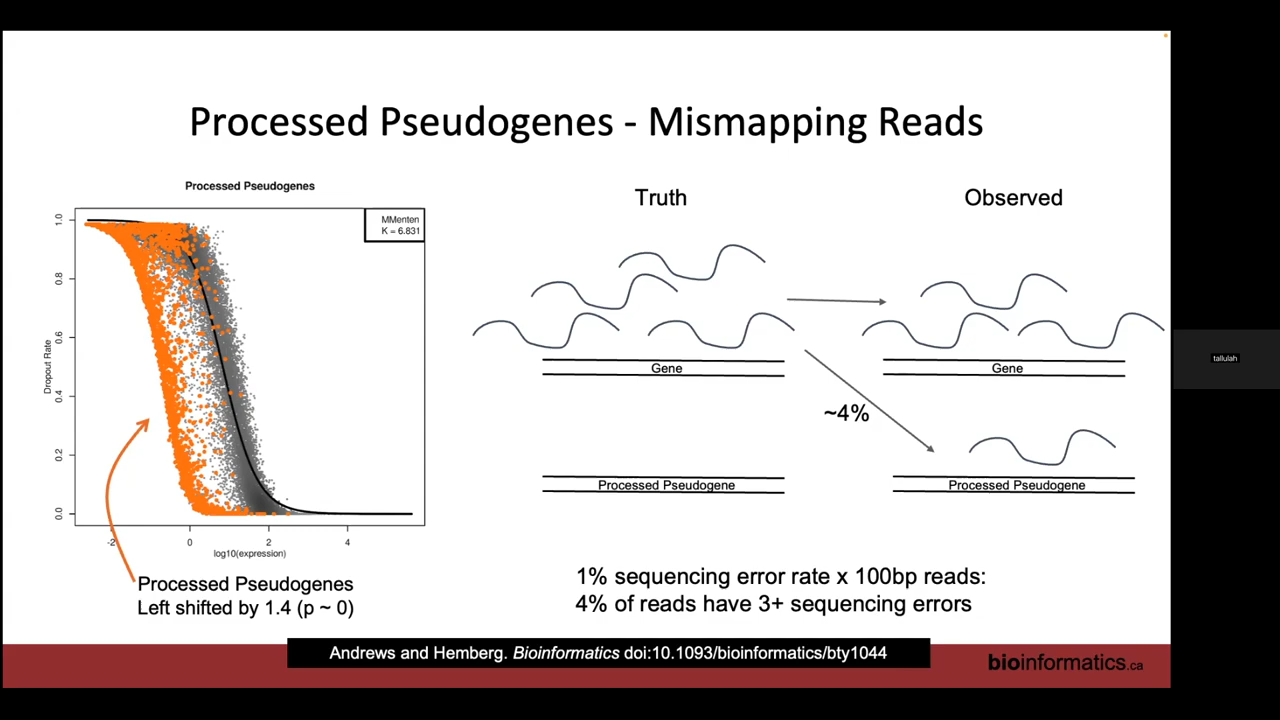 Processed Pseudogenes - Mismapping Reads
Processed Pseudogenes
MMenten
K = 6.831
1.0
0.8
0.6
0.4
0.2
0.0
Dropout Rate
-2
0
2
4
log10(expression)
Processed Pseudogenes
Left shifted by 1.4 (p ~ 0)
Truth
Observed
Gene
Gene
~4%
Processed Pseudogene
Processed Pseudogene
1% sequencing error rate x 100bp reads:
4% of reads have 3+ sequencing errors
tallulah
Andrews and Hemberg. Bioinformatics doi:10.1093/bioinformatics/bty1044
bioinformatics.ca